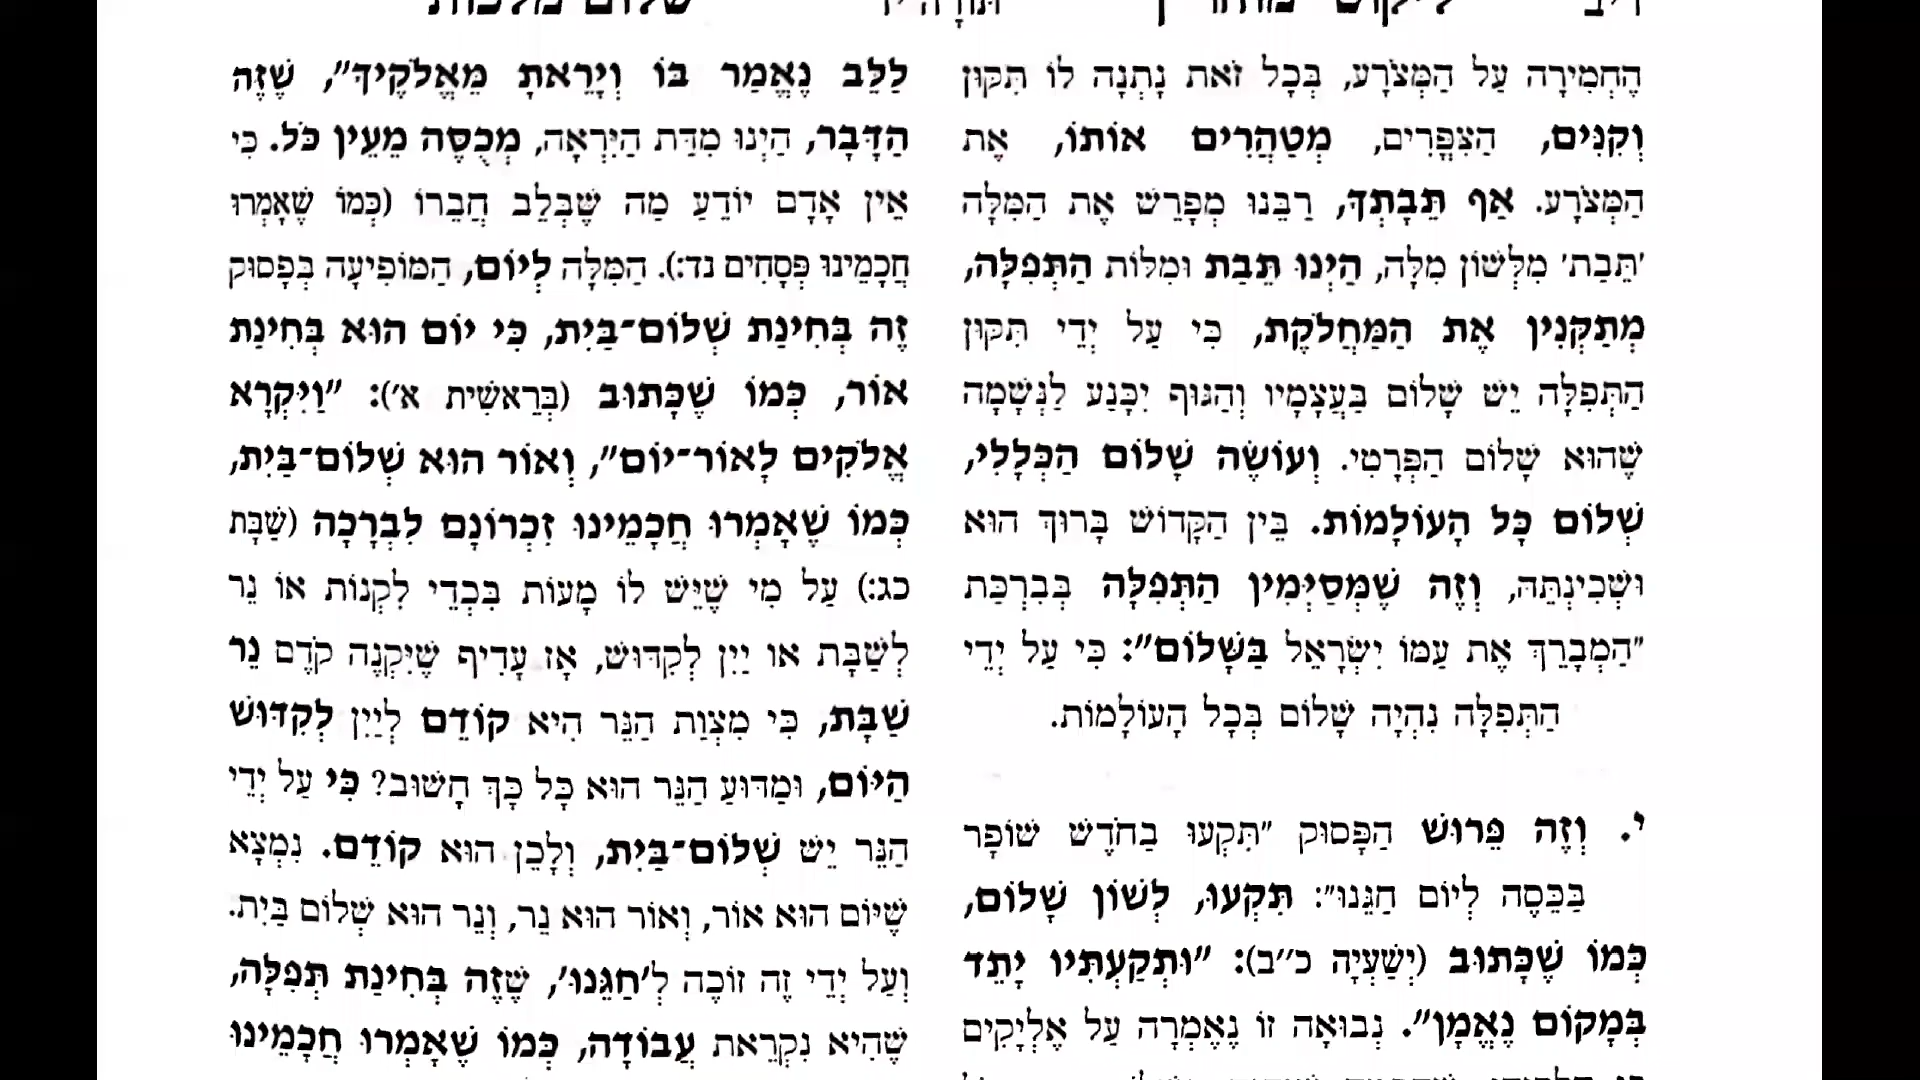 הֶחְמִירָה עַל הַמְּצֹרָע, בְּכָל זֹאת נָתְנָה לוֹ תִּקּוּן
וְקִנִּים, הַצִּפֳּרִים, מְטַהֲרִים אוֹתוֹ, אֶת
הַמְּצֹרָע. אַף תֵּבָתְךָ, רַבֵּנוּ מְפָרֵשׁ אֶת הַמִּלָּה
'תֵּבַת' מִלְּשׁוֹן מִלָּה, הַיְנוּ תֵּבַת וּמִלּוֹת הַתְּפִלָּה,
מְתַקְּנִין אֶת הַמַּחֲלֹקֶת, כִּי עַל יְדֵי תִּקּוּן
הַתְּפִלָּה יֵשׁ שָׁלוֹם בַּעֲצָמָיו וְהַגּוּף יִכָּנַע לַנְּשָׁמָה
שֶׁהוּא שָׁלוֹם הַפְּרָטִי. וְעוֹשֶׂה שָׁלוֹם הַכְּלָלִי,
שְׁלוֹם כָּל הָעוֹלָמוֹת. בֵּין הַקָּדוֹשׁ בָּרוּךְ הוּא
וּשְׁכִינְתֵּהּ, וְזֶה שֶׁמְּסַיְּמִין הַתְּפִלָּה בְּבִרְכַּת
"הַמְבָרֵךְ אֶת עַמּוֹ יִשְׂרָאֵל בַּשָּׁלוֹם": כִּי עַל יְדֵי
הַתְּפִלָּה נִהְיָה שָׁלוֹם בְּכָל הָעוֹלָמוֹת.
י. וְזֶה פֵּרוּשׁ הַפָּסוּק "תִּקְעוּ בַחֹדֶשׁ שׁוֹפָר
בַּכֵּסֶה לְיוֹם חַגֵּנוּ": תִּקְעוּ, לְשׁוֹן שָׁלוֹם,
כְּמוֹ שֶׁכָּתוּב (יְשַׁעְיָה כ"ב): "וּתְקַעְתִּיו יָתֵד
בְּמָקוֹם נֶאֱמָן". נְבוּאָה זוֹ נֶאֶמְרָה עַל אֶלְיָקִים
לַלֵּב נֶאֱמַר בּוֹ וְיָרֵאתָ מֵאֱלֹקֶיךָ", שֶׁזֶּה
הַדָּבָר, הַיְנוּ מִדַּת הַיִּרְאָה, מְכֻסֶּה מֵעֵין כֹּל. כִּי
אֵין אָדָם יוֹדֵעַ מַה שֶּׁבְּלֵב חֲבֵרוֹ (כְּמוֹ שֶׁאָמְרוּ
חֲכָמֵינוּ פְּסָחִים נד:). הַמִּלָּה לְיוֹם, הַמּוֹפִיעָה בְּפָסוּק
זֶה בְּחִינַת שְׁלוֹם־בַּיִת, כִּי יוֹם הוּא בְּחִינַת
אוֹר, כְּמוֹ שֶׁכָּתוּב (בְּרֵאשִׁית א'): "וַיִּקְרָא
אֱלֹקִים לָאוֹר־יוֹם", וְאוֹר הוּא שְׁלוֹם־בַּיִת,
כְּמוֹ שֶׁאָמְרוּ חֲכָמֵינוּ זִכְרוֹנָם לִבְרָכָה (שַׁבָּת
כג:) עַל מִי שֶׁיֵּשׁ לוֹ מָעוֹת בִּכְדֵי לִקְנוֹת אוֹ נֵר
לְשַׁבָּת אוֹ יַיִן לְקִדּוּשׁ, אָז עָדִיף שֶׁיִּקְנֶה קֹדֶם נֵר
שַׁבָּת, כִּי מִצְוַת הַנֵּר הִיא קוֹדֵם לְיַיִן לְקִדּוּשׁ
הַיּוֹם, וּמַדּוּעַ הַנֵּר הוּא כָּל כָּךְ חָשׁוּב? כִּי עַל יְדֵי
הַנֵּר יֵשׁ שְׁלוֹם־בַּיִת, וְלָכֵן הוּא קוֹדֵם. נִמְצָא
שֶׁיּוֹם הוּא אוֹר, וְאוֹר הוּא נֵר, וְנֵר הוּא שְׁלוֹם בַּיִת.
וְעַל יְדֵי זֶה זוֹכֶה לְ'חַגֵּנוּ', שֶׁזֶּה בְּחִינַת תְּפִלָּה,
שֶׁהִיא נִקְרֵאת עֲבוֹדָה, כְּמוֹ שֶׁאָמְרוּ חֲכָמֵינוּ